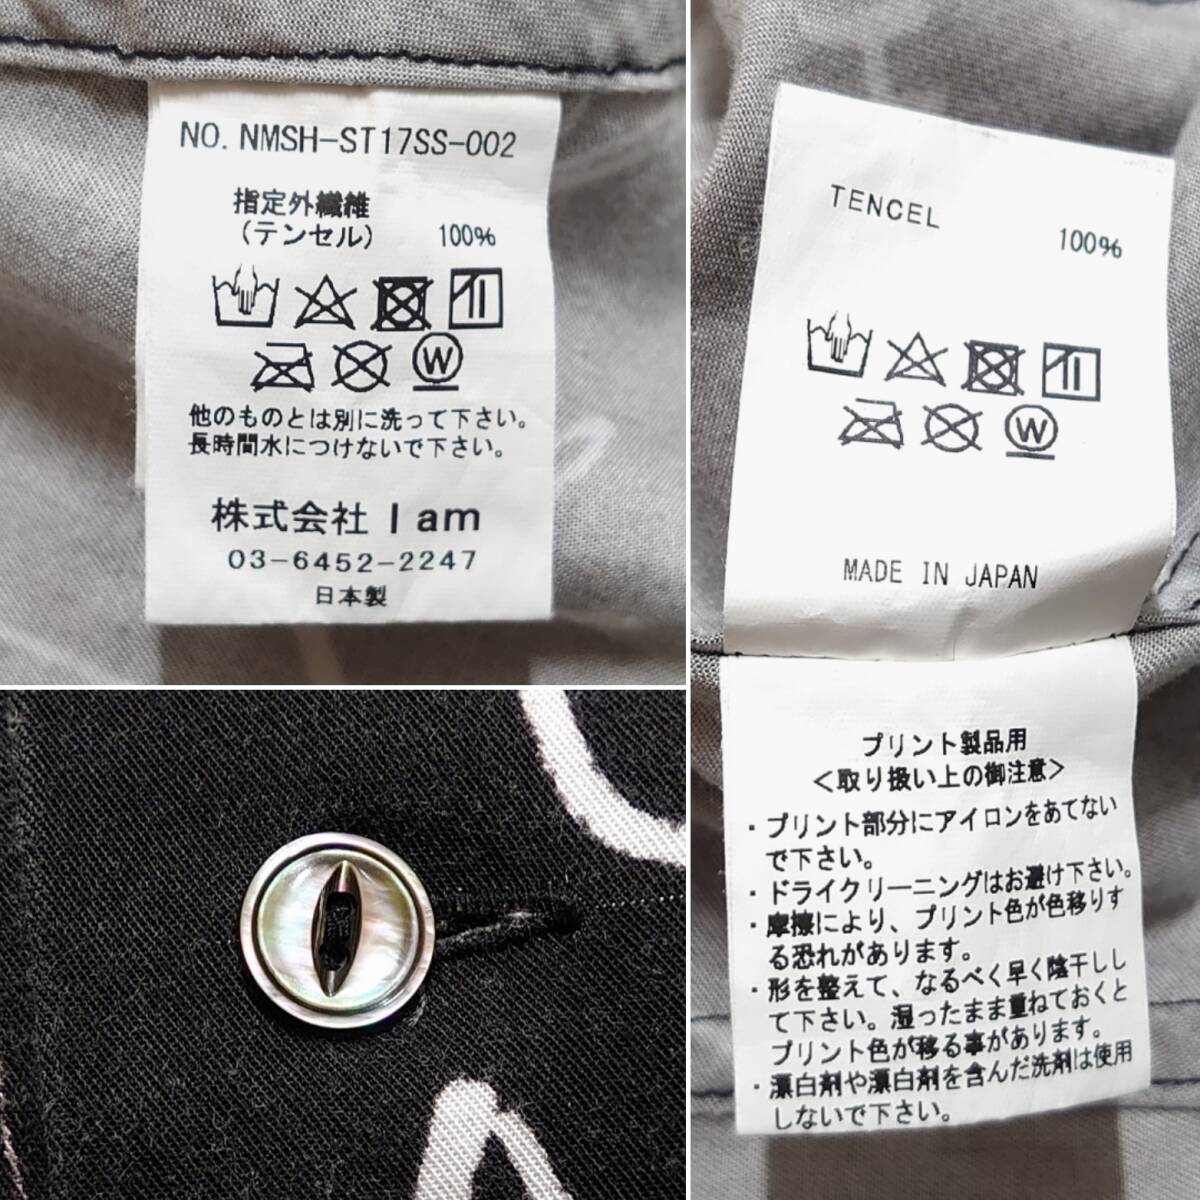 NO. NMSH-ST17SS-002
指定外繊維
（テンセル） 100%
W
他のものとは別に洗って下さい。
長時間水につけないで下さい。
株式会社 I am
03-6452-2247
日本製
TENCEL
100%
W
MADE IN JAPAN
プリント製品用
＜取り扱い上の御注意＞
・プリント部分にアイロンをあてない
で下さい。
・ドライクリーニングはお避け下さい。
・摩擦により、プリント色が色移りす
る恐れがあります。
・形を整えて、なるべく早く陰干しし
て下さい。湿ったまま重ねておくと
プリント色が移る事があります。
・漂白剤や漂白剤を含んだ洗剤は使用
しないで下さい。